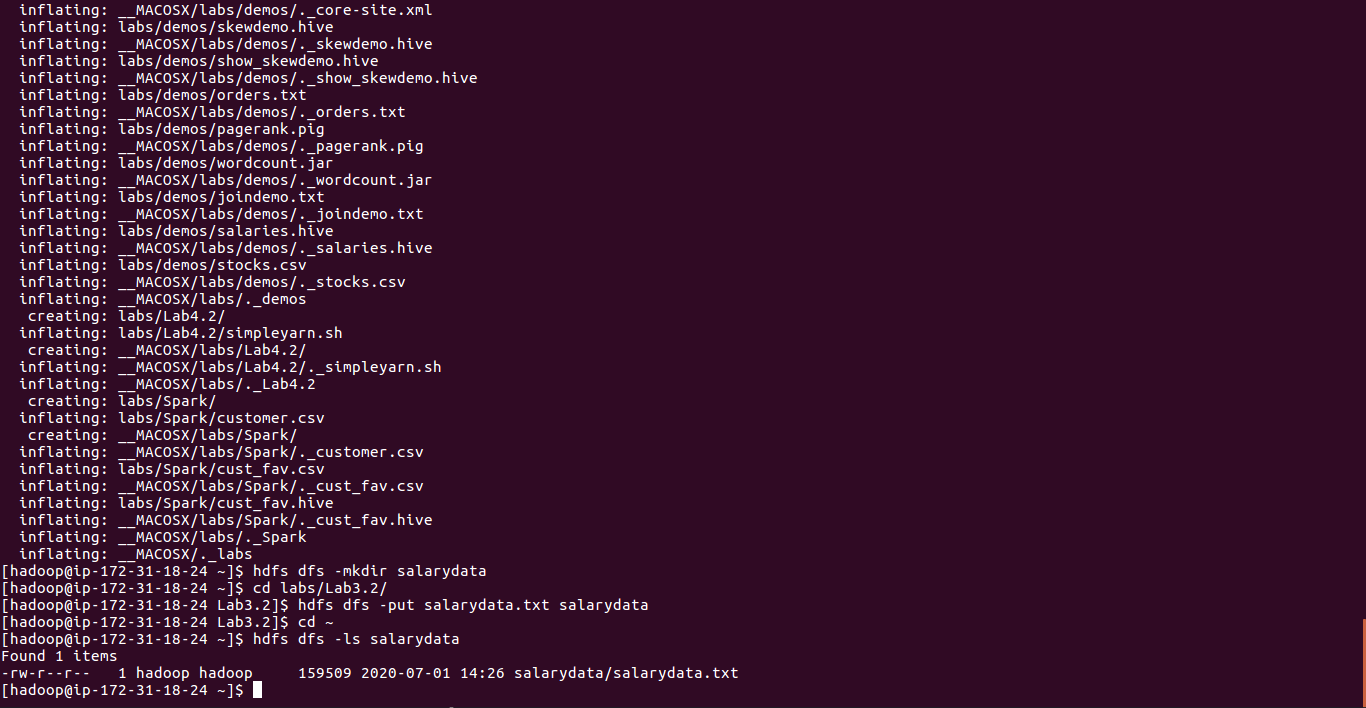 inflating: __MACOSX/labs/demos/._core-site.xml
inflating: labs/demos/skewdemo.hive
inflating: __MACOSX/labs/demos/._skewdemo.hive
inflating: labs/demos/show_skewdemo.hive
inflating: __MACOSX/labs/demos/._show_skewdemo.hive
inflating: labs/demos/orders.txt
inflating: __MACOSX/labs/demos/._orders.txt
inflating: labs/demos/pagerank.pig
inflating: __MACOSX/labs/demos/._pagerank.pig
inflating: labs/demos/wordcount.jar
inflating: __MACOSX/labs/demos/._wordcount.jar
inflating: labs/demos/joindemo.txt
inflating: __MACOSX/labs/demos/._joindemo.txt
inflating: labs/demos/salaries.hive
inflating: __MACOSX/labs/demos/._salaries.hive
inflating: labs/demos/stocks.csv
inflating: __MACOSX/labs/demos/._stocks.csv
inflating: __MACOSX/labs/._demos
creating: labs/Lab4.2/
inflating: labs/Lab4.2/simpleyarn.sh
creating: __MACOSX/labs/Lab4.2/
inflating: __MACOSX/labs/Lab4.2/._simpleyarn.sh
inflating: __MACOSX/labs/._Lab4.2
creating: labs/Spark/
inflating: labs/Spark/customer.csv
creating: __MACOSX/labs/Spark/
inflating: __MACOSX/labs/Spark/._customer.csv
inflating: labs/Spark/cust_fav.csv
inflating: __MACOSX/labs/Spark/._cust_fav.csv
inflating: labs/Spark/cust_fav.hive
inflating: __MACOSX/labs/Spark/._cust_fav.hive
inflating: __MACOSX/labs/._Spark
inflating: __MACOSX/._labs
[hadoop@ip-172-31-18-24 ~]$ hdfs dfs -mkdir salarydata
[hadoop@ip-172-31-18-24 ~]$ cd labs/Lab3.2/
[hadoop@ip-172-31-18-24 Lab3.2]$ hdfs dfs -put salarydata.txt salarydata
[hadoop@ip-172-31-18-24 Lab3.2]$ cd ~
[hadoop@ip-172-31-18-24 ~]$ hdfs dfs -ls salarydata
Found 1 items
-rw-r--r--   1 hadoop hadoop     159509 2020-07-01 14:26 salarydata/salarydata.txt
[hadoop@ip-172-31-18-24 ~]$